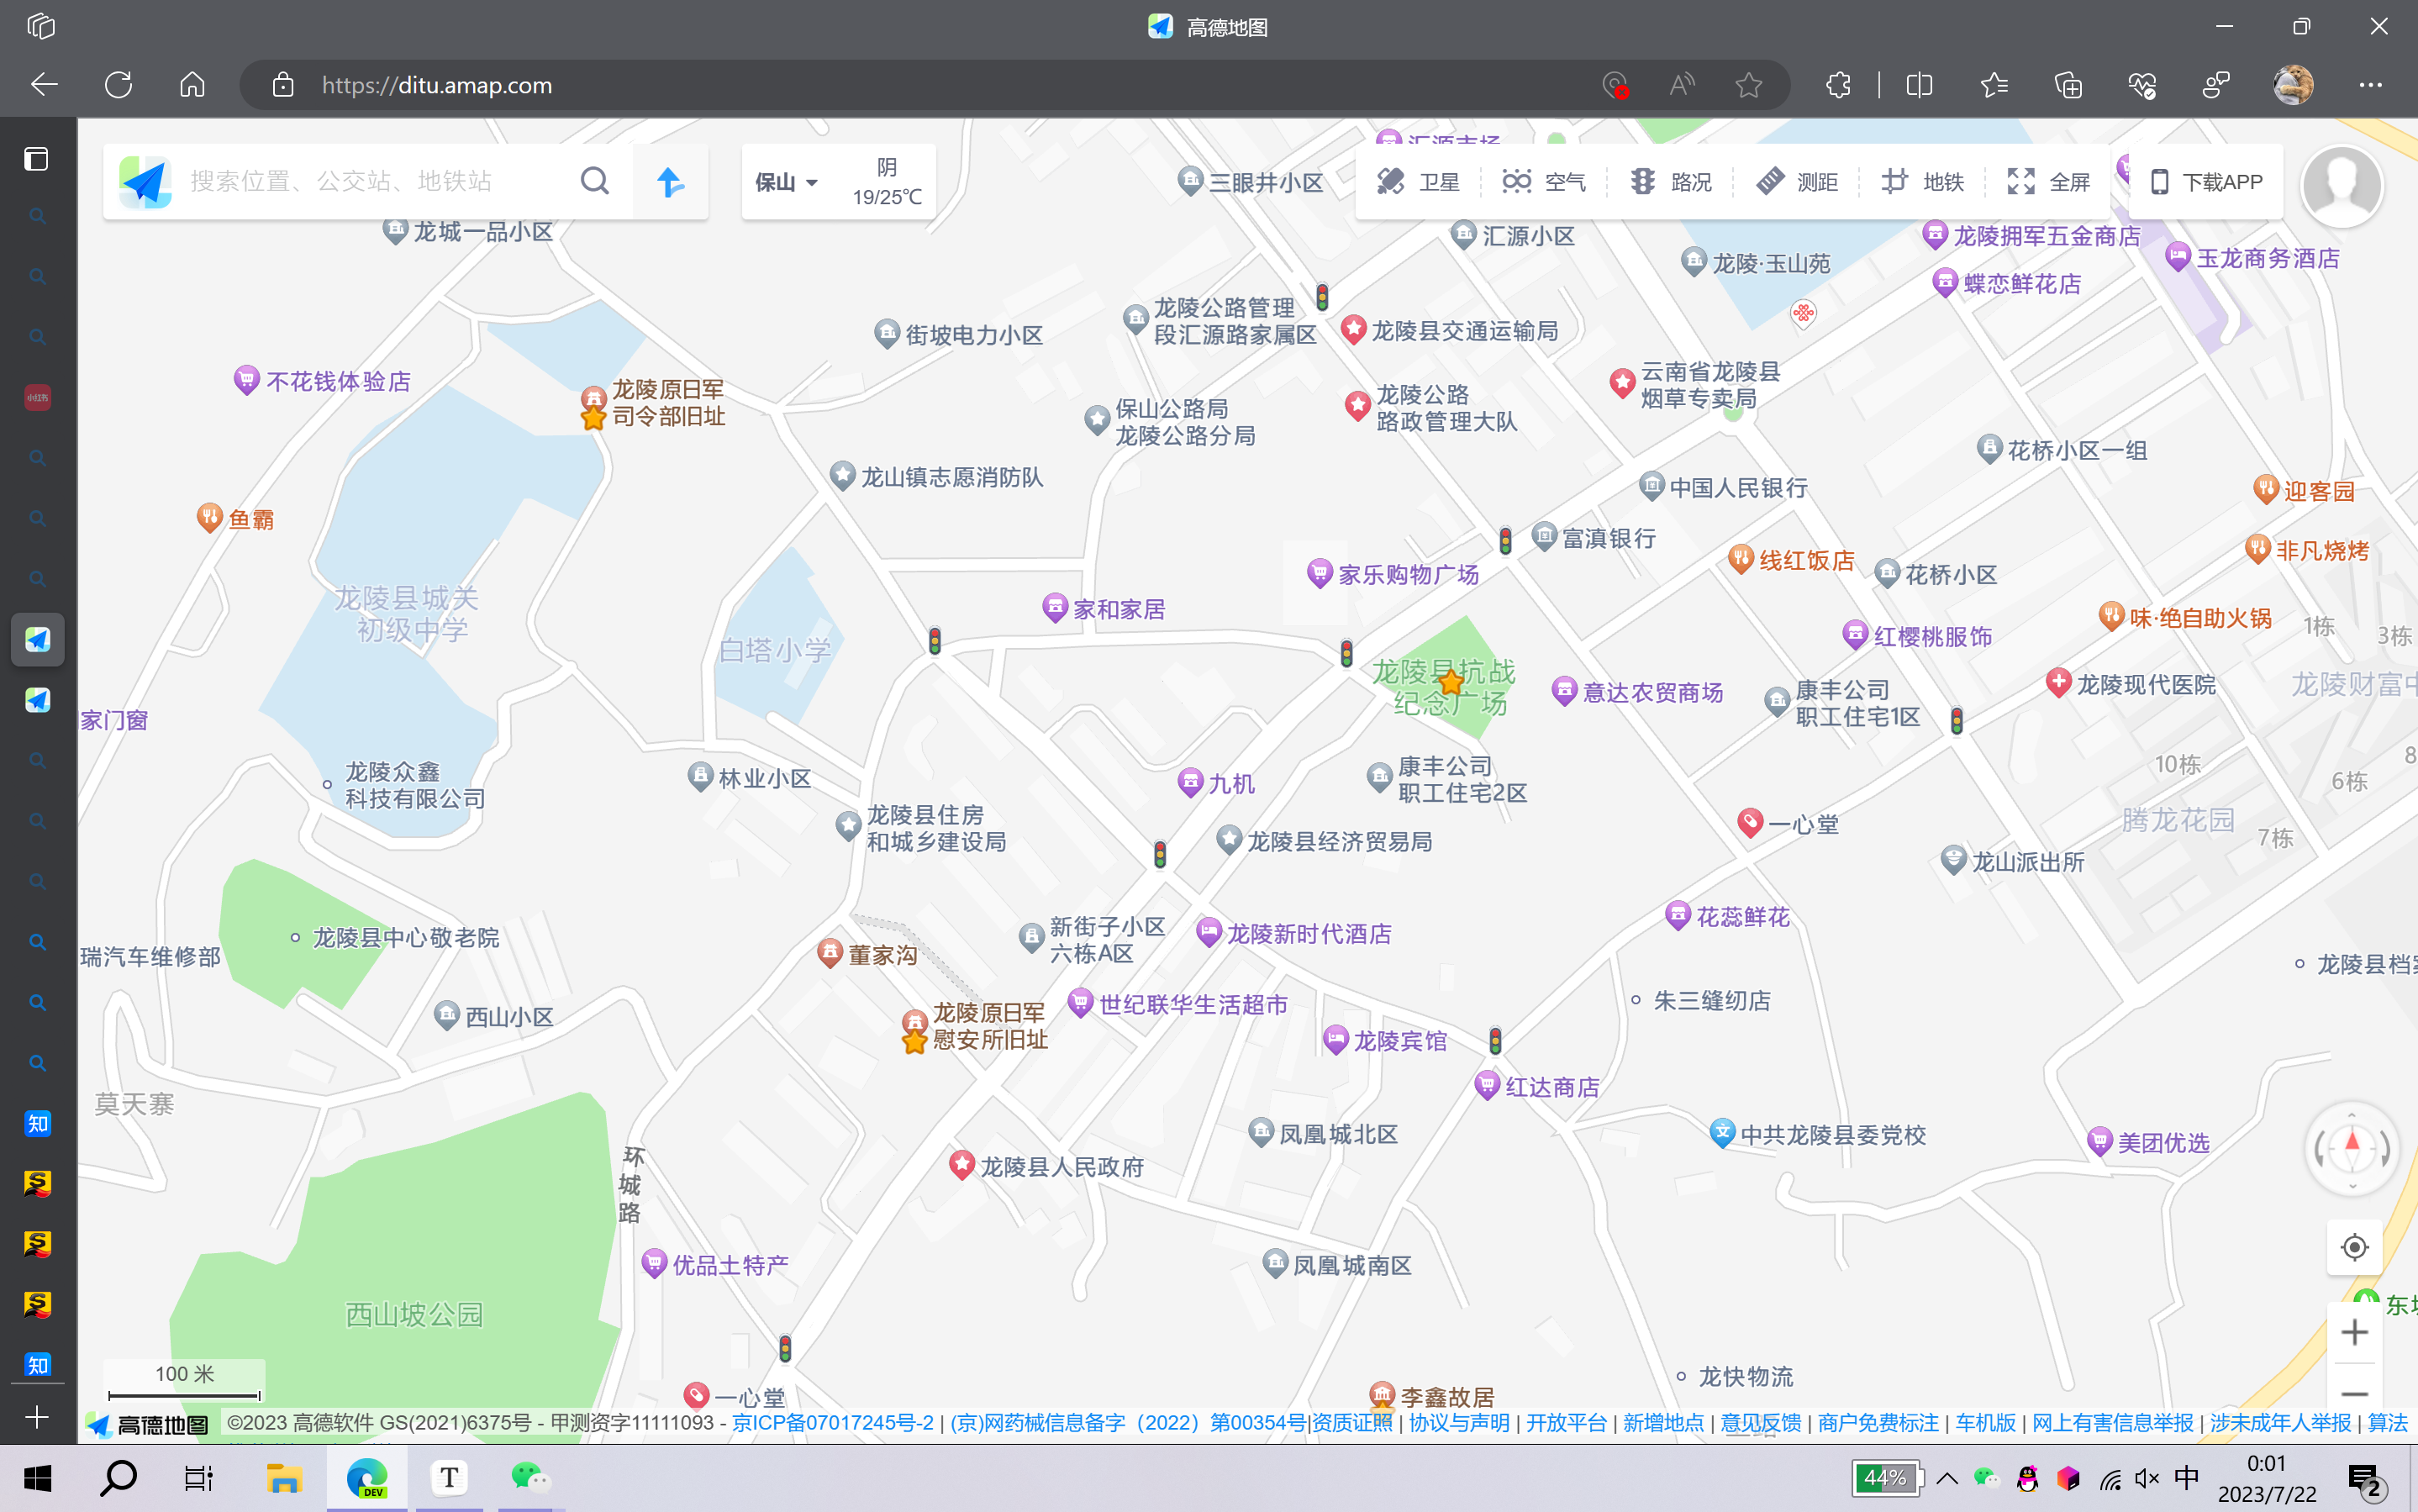 高德地图
https://ditu.amap.com
搜索位置、公交站、地铁站
保山
阴
19/25℃
卫星
空气
路况
测距
地铁
全屏
下载APP
汇源市场
三眼井小区
龙城一品小区
汇源小区
龙陵·玉山苑
龙陵拥军五金商店
玉龙商务酒店
蝶恋鲜花店
龙陵公路管理
段汇源路家属区
街坡电力小区
龙陵县交通运输局
不花钱体验店
龙陵原日军
司令部旧址
云南省龙陵县
烟草专卖局
龙陵公路
路政管理大队
保山公路局
龙陵公路分局
花桥小区一组
龙山镇志愿消防队
中国人民银行
迎客园
鱼霸
富滇银行
非凡烧烤
线红饭店
家乐购物广场
花桥小区
龙陵县城关
初级中学
家和家居
味·绝自助火锅
1栋
3栋
红樱桃服饰
白塔小学
龙陵县抗战
纪念广场
意达农贸商场
康丰公司
职工住宅1区
龙陵现代医院
龙陵财富中
家门窗
龙陵众鑫
科技有限公司
林业小区
九机
康丰公司
职工住宅2区
10栋
6栋
8
腾龙花园
7栋
龙陵县住房
和城乡建设局
龙陵县经济贸易局
一心堂
龙山派出所
花蕊鲜花
龙陵县中心敬老院
瑞汽车维修部
董家沟
新街子小区
六栋A区
龙陵新时代酒店
龙陵县档案
朱三缝纫店
西山小区
龙陵原日军
慰安所旧址
世纪联华生活超市
龙陵宾馆
红达商店
莫天寨
凤凰城北区
中共龙陵县委党校
美团优选
环城路
龙陵县人民政府
优品土特产
凤凰城南区
西山坡公园
东城
100 米
一心堂
李鑫故居
龙快物流
高德地图
©2023 高德软件 GS(2021)6375号 - 甲测资字11111093 - 京ICP备07017245号-2 | (京)网药械信息备字（2022）第00354号|资质证照 | 协议与声明 | 开放平台 | 新增地点 | 意见反馈 | 商户免费标注 | 车机版 | 网上有害信息举报 | 涉未成年人举报 | 算法
小红书
知
S
S
S
知
DEV
T
44%
中
0:01
2023/7/22
2